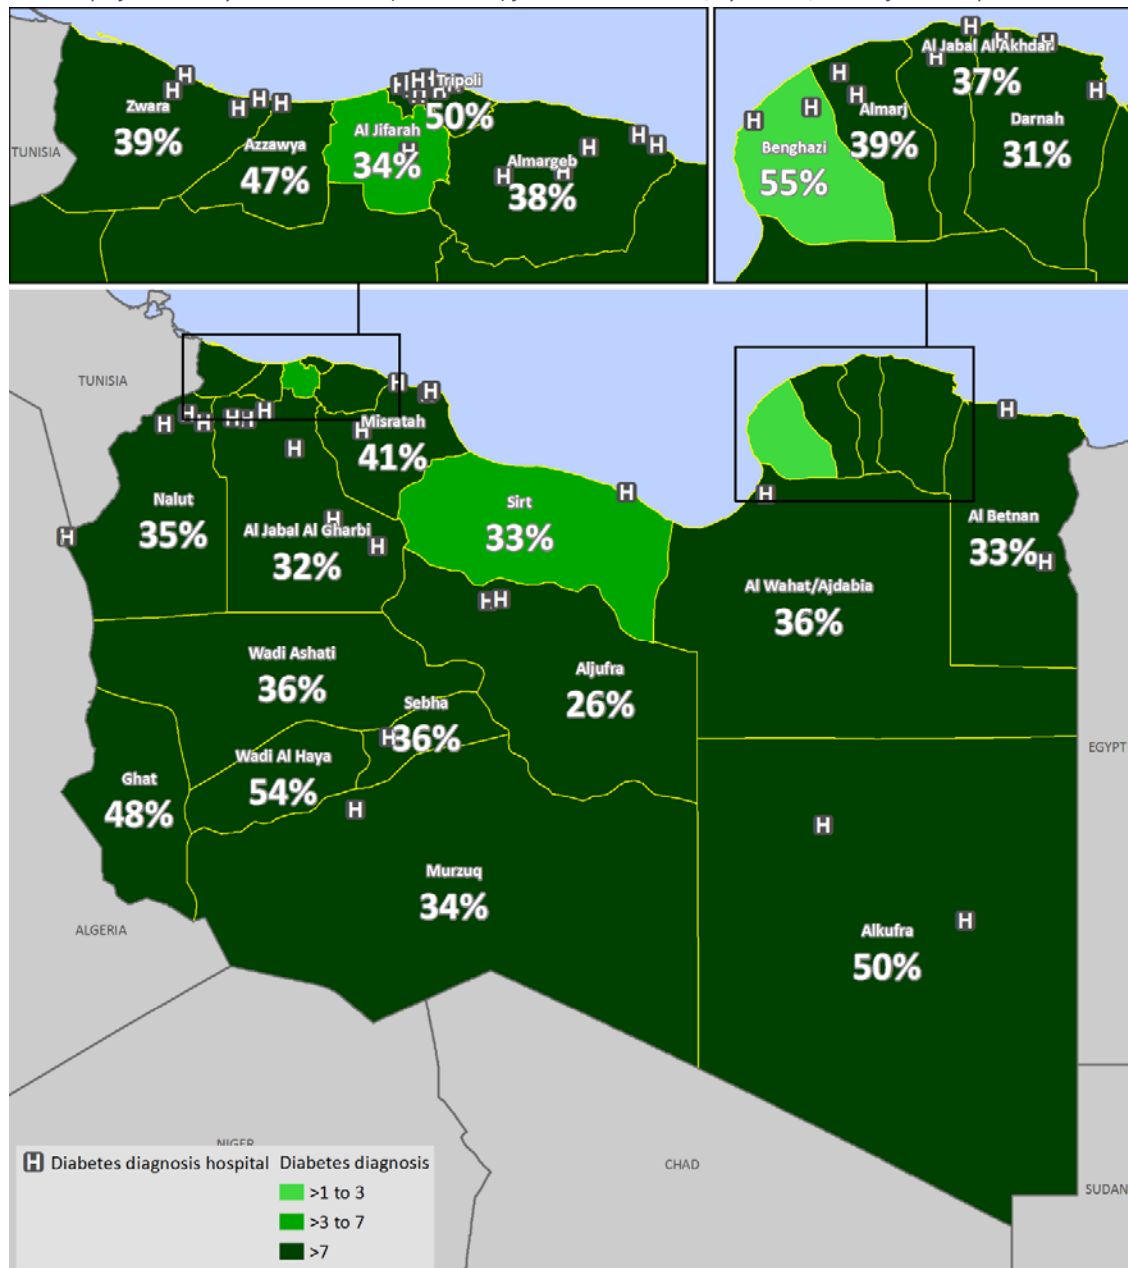 Tripoli
50%
Zwara
39%
Azzawya
47%
Al Jifarah
34%
Almargeb
38%
TUNISIA
Al Jabal Al Akhdar
37%
Almarj
39%
Darnah
31%
Benghazi
55%
TUNISIA
Misratah
41%
Nalut
35%
Al Jabal Al Gharbi
32%
Sirt
33%
Al Betnan
33%
Al Wahat/Ajdabia
36%
Wadi Ashati
36%
Aljufra
26%
Sebha
36%
Wadi Al Haya
54%
Ghat
48%
EGYPT
Murzuq
34%
Alkufra
50%
ALGERIA
NIGER
CHAD
SUDAN
H Diabetes diagnosis hospital
Diabetes diagnosis
>1 to 3
>3 to 7
>7